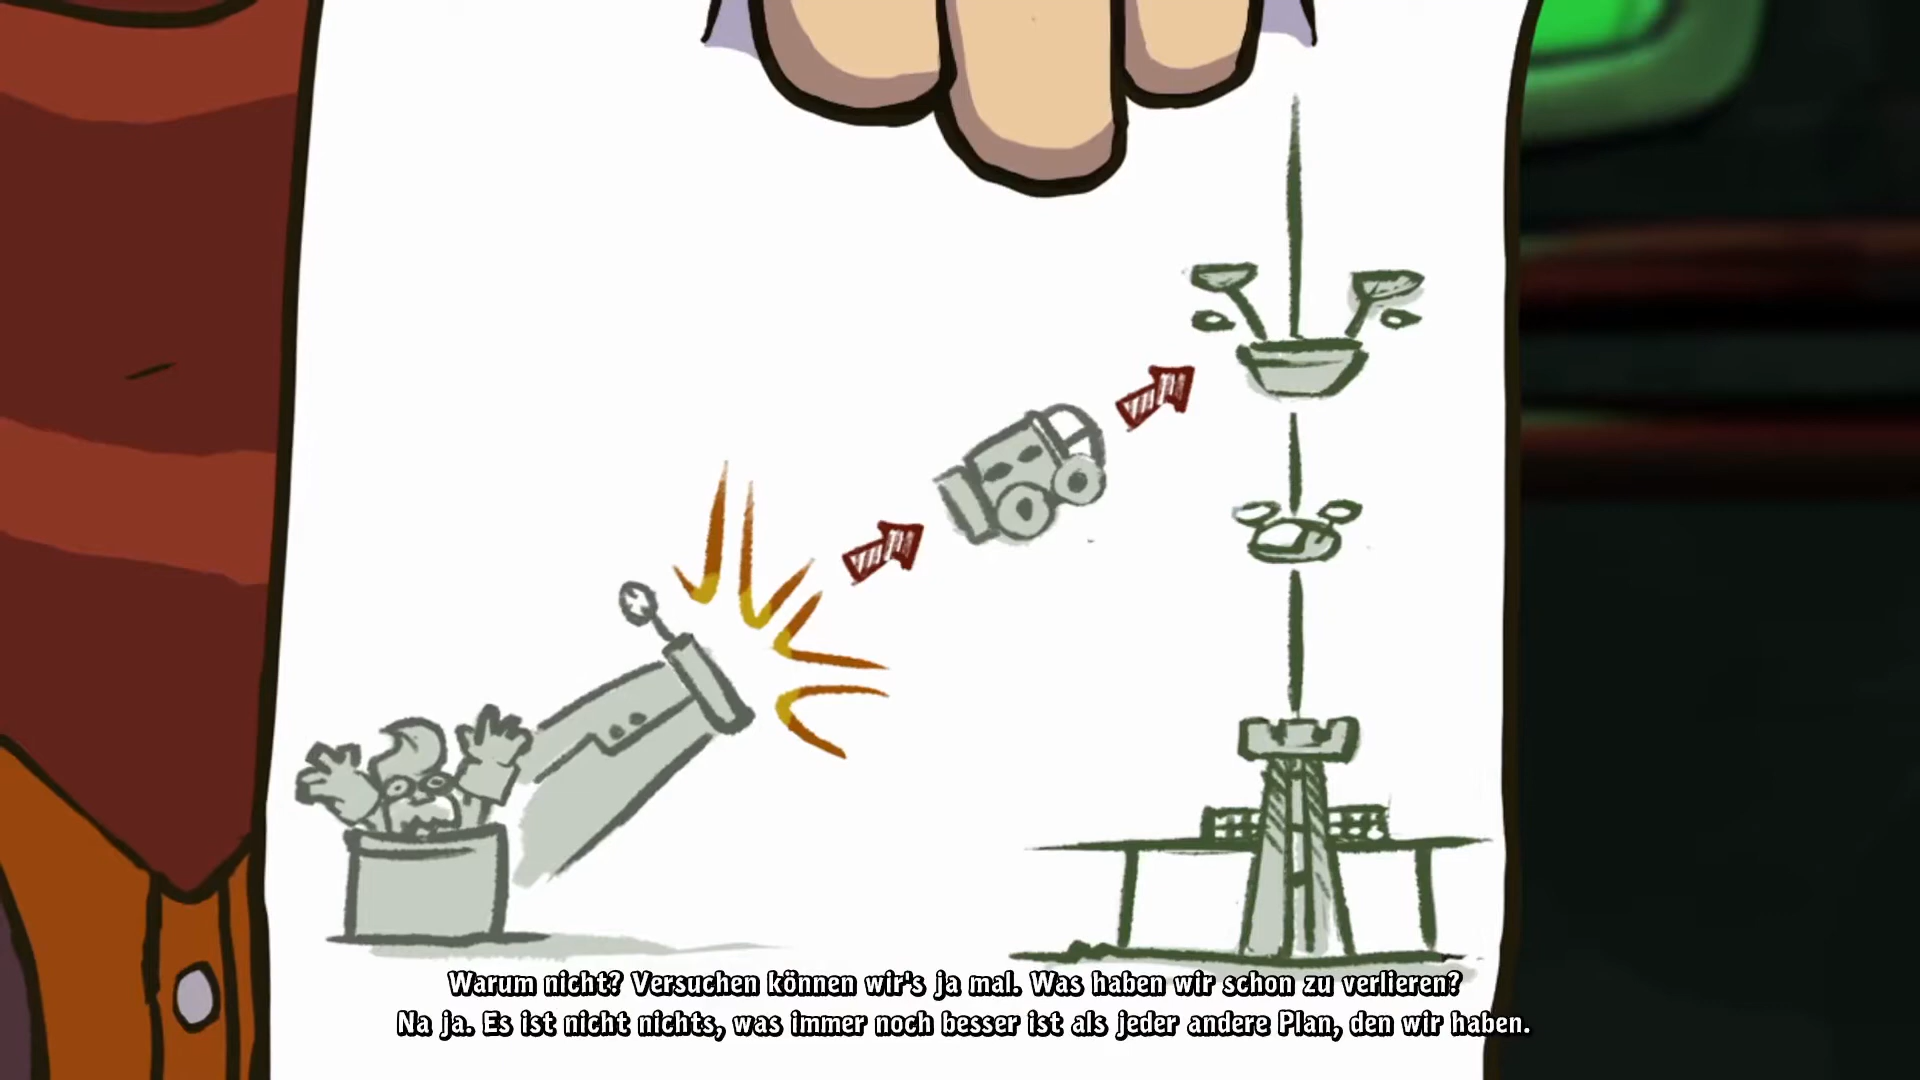 Warum nicht? Versuchen können wir's ja mal. Was haben wir schon zu verlieren?
Na ja. Es ist nicht nichts, was immer noch besser ist als jeder andere Plan, den wir haben.